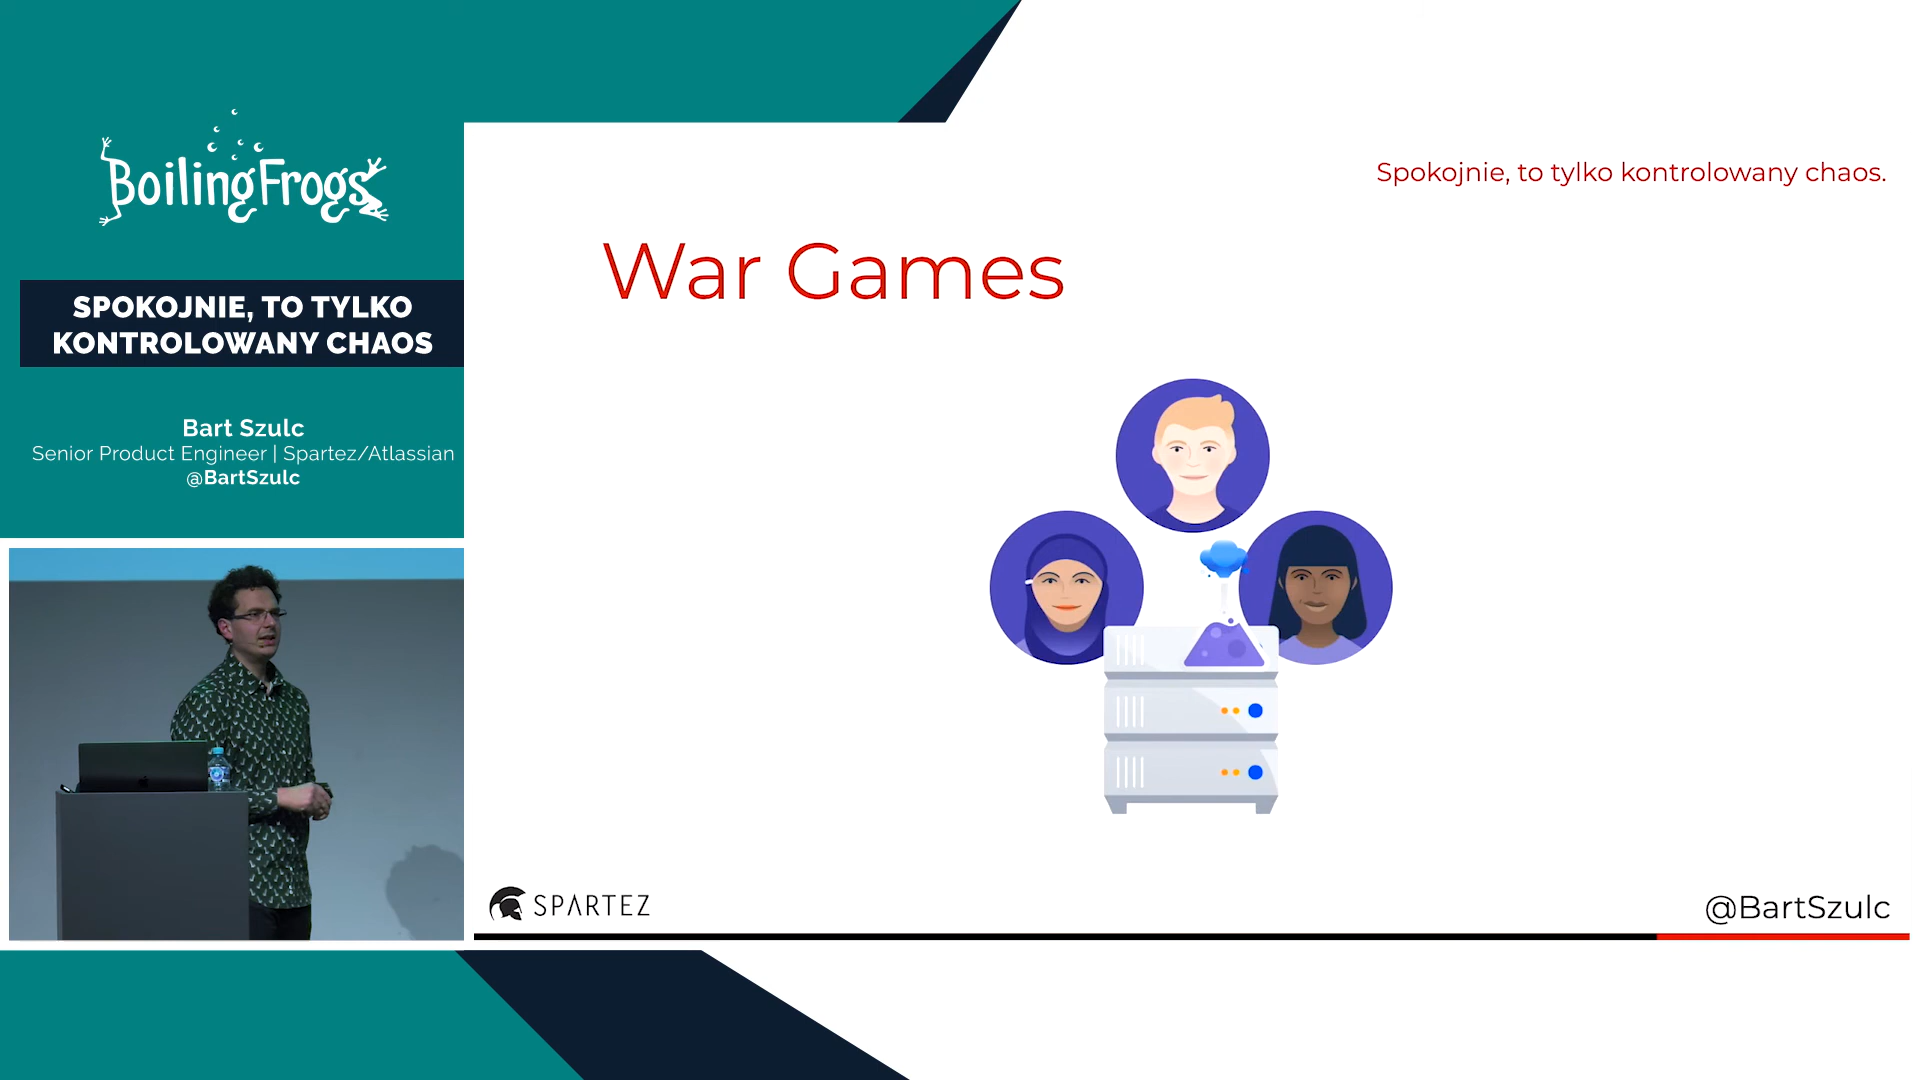 BoilingFrogs
SPOKOJNIE, TO TYLKO
KONTROLOWANY CHAOS
Bart Szulc
Senior Product Engineer | Spartez/Atlassian
@BartSzulc
Spokojnie, to tylko kontrolowany chaos.
War Games
SPARTEZ
@BartSzulc